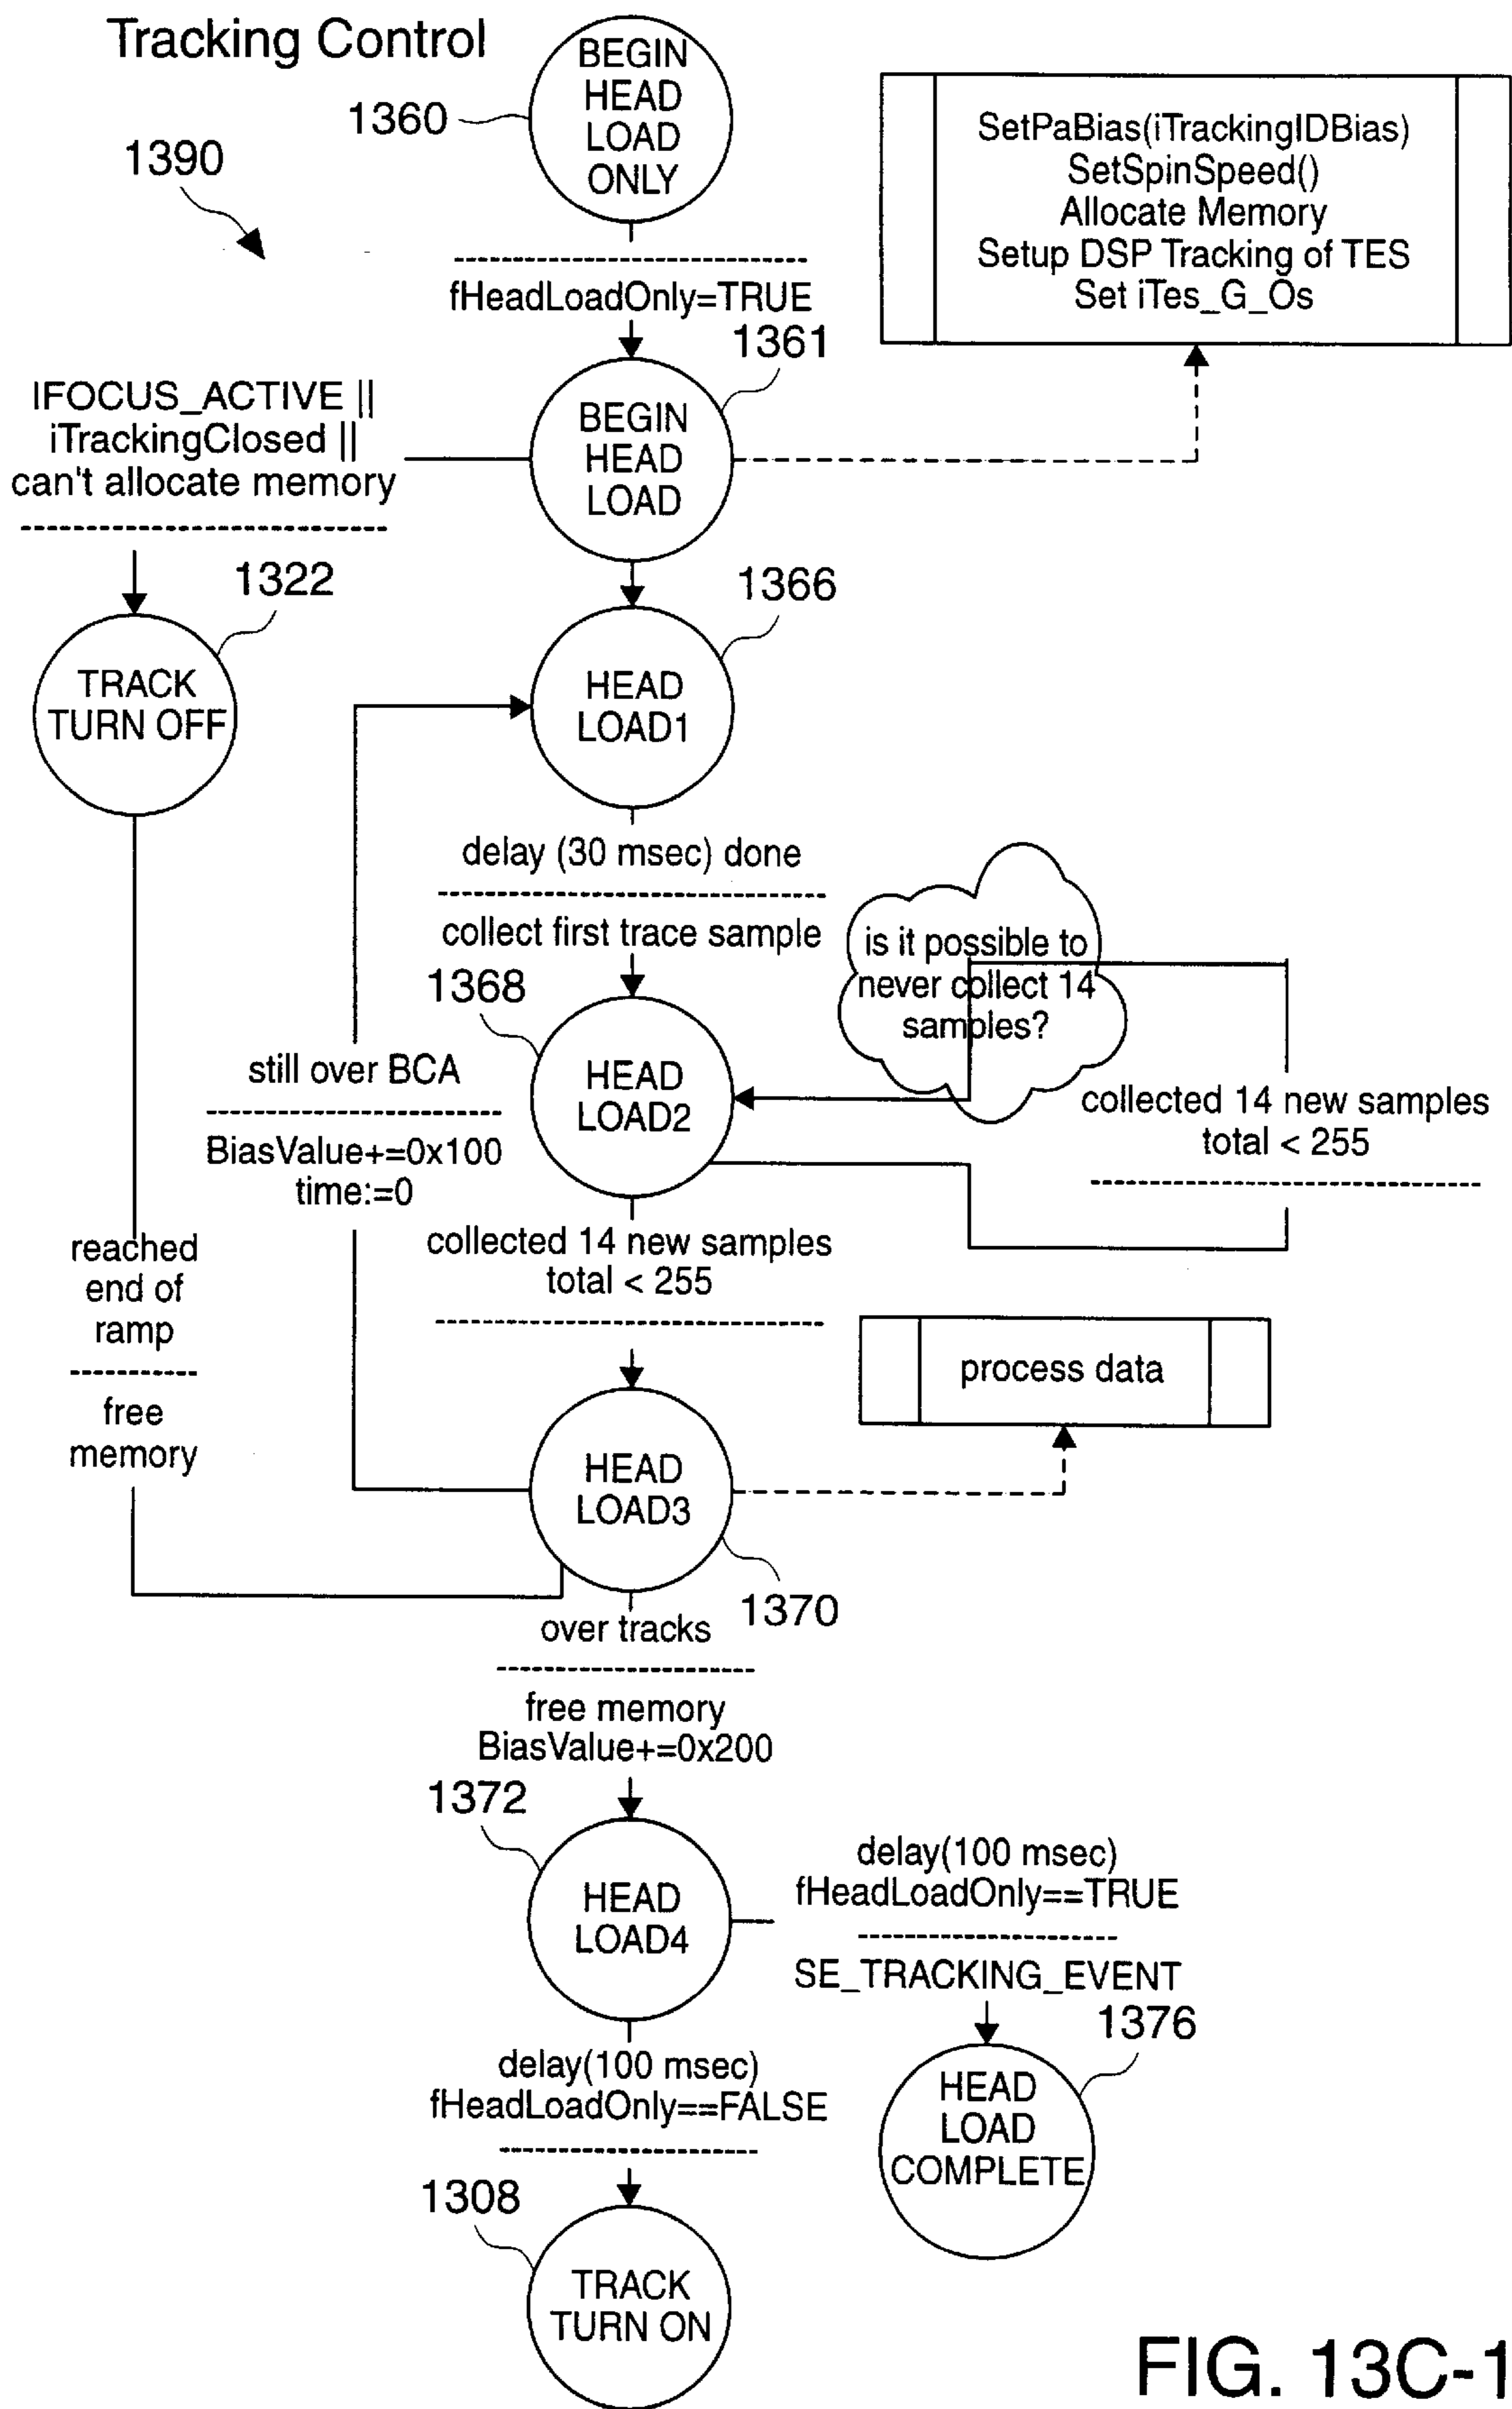 Tracking Control
BEGIN
HEAD
LOAD
ONLY
1360
1390
SetPaBias(iTrackingIDBias)
SetSpinSpeed()
Allocate Memory
Setup DSP Tracking of TES
Set iTes_G_Os
fHeadLoadOnly=TRUE
1361
BEGIN
HEAD
LOAD
IFOCUS_ACTIVE ||
iTrackingClosed ||
can't allocate memory
1322
TRACK
TURN OFF
1366
HEAD
LOAD1
delay (30 msec) done
collect first trace sample
is it possible to
never collect 14
samples?
1368
HEAD
LOAD2
collected 14 new samples
total < 255
still over BCA
BiasValue+=0x100
time:=0
collected 14 new samples
total < 255
reached
end of
ramp
free
memory
process data
HEAD
LOAD3
1370
over tracks
free memory
BiasValue+=0x200
1372
HEAD
LOAD4
delay(100 msec)
fHeadLoadOnly==TRUE
SE_TRACKING_EVENT
1376
HEAD
LOAD
COMPLETE
delay(100 msec)
fHeadLoadOnly==FALSE
1308
TRACK
TURN ON
FIG. 13C-1